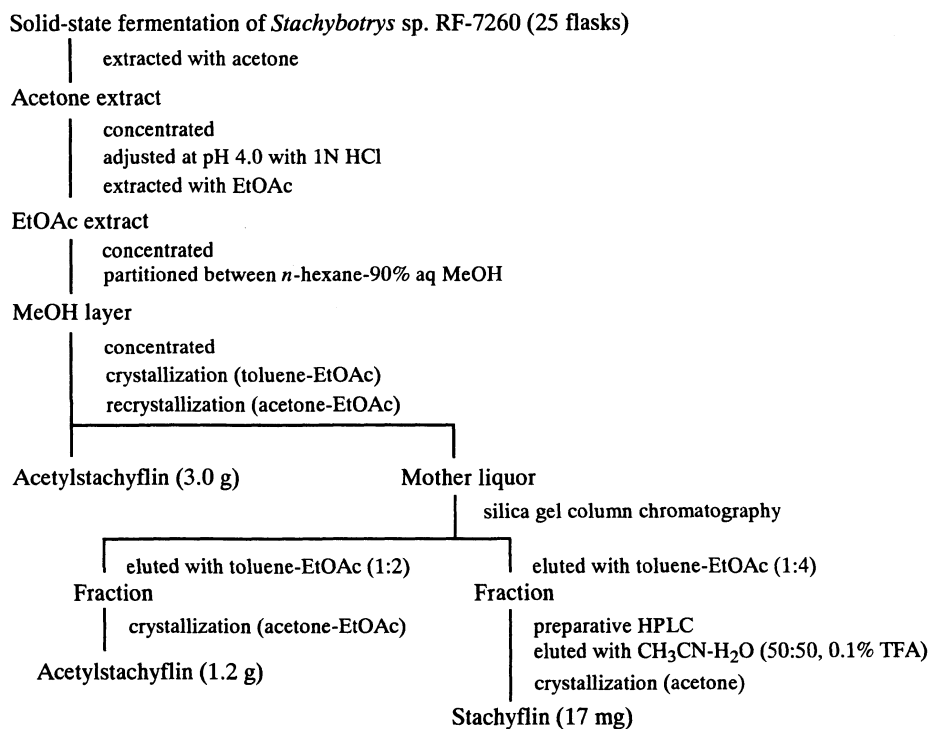 Solid-state fermentation of Stachybotrys sp. RF-7260 (25 flasks)
extracted with acetone
Acetone extract
concentrated
adjusted at pH 4.0 with 1N HCl
extracted with EtOAc
EtOAc extract
concentrated
partitioned between n-hexane-90% aq MeOH
MeOH layer
concentrated
crystallization (toluene-EtOAc)
recrystallization (acetone-EtOAc)
Acetylstachyflin (3.0 g)
Mother liquor
silica gel column chromatography
eluted with toluene-EtOAc (1:2)
Fraction
crystallization (acetone-EtOAc)
Acetylstachyflin (1.2 g)
eluted with toluene-EtOAc (1:4)
Fraction
preparative HPLC
eluted with CH₃CN-H₂O (50:50, 0.1% TFA)
crystallization (acetone)
Stachyflin (17 mg)